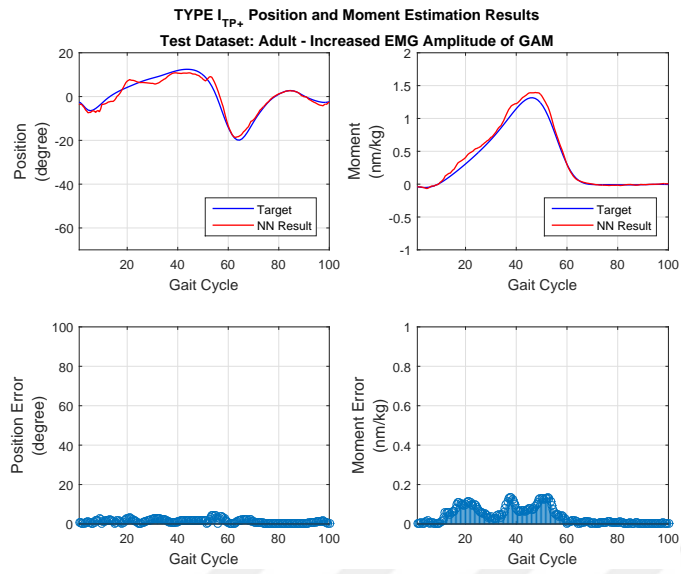 TYPE I_TP+ Position and Moment Estimation Results
Test Dataset: Adult - Increased EMG Amplitude of GAM
20
0
-20
-40
-60
Position
(degree)
Target
NN Result
20
40
60
80
100
Gait Cycle
2
1.5
1
0.5
0
-0.5
-1
Moment
(nm/kg)
Target
NN Result
20
40
60
80
100
Gait Cycle
100
80
60
40
20
0
Position Error
(degree)
20
40
60
80
100
Gait Cycle
1
0.8
0.6
0.4
0.2
0
Moment Error
(nm/kg)
20
40
60
80
100
Gait Cycle